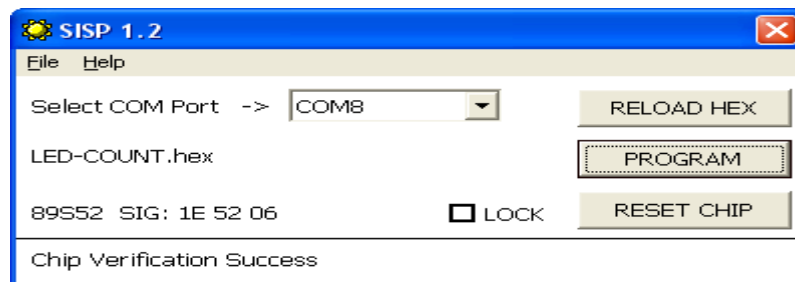 SISP 1.2
File Help
Select COM Port -> COM8 RELOAD HEX
LED-COUNT.hex PROGRAM
89S52 SIG: 1E 52 06 LOCK RESET CHIP
Chip Verification Success